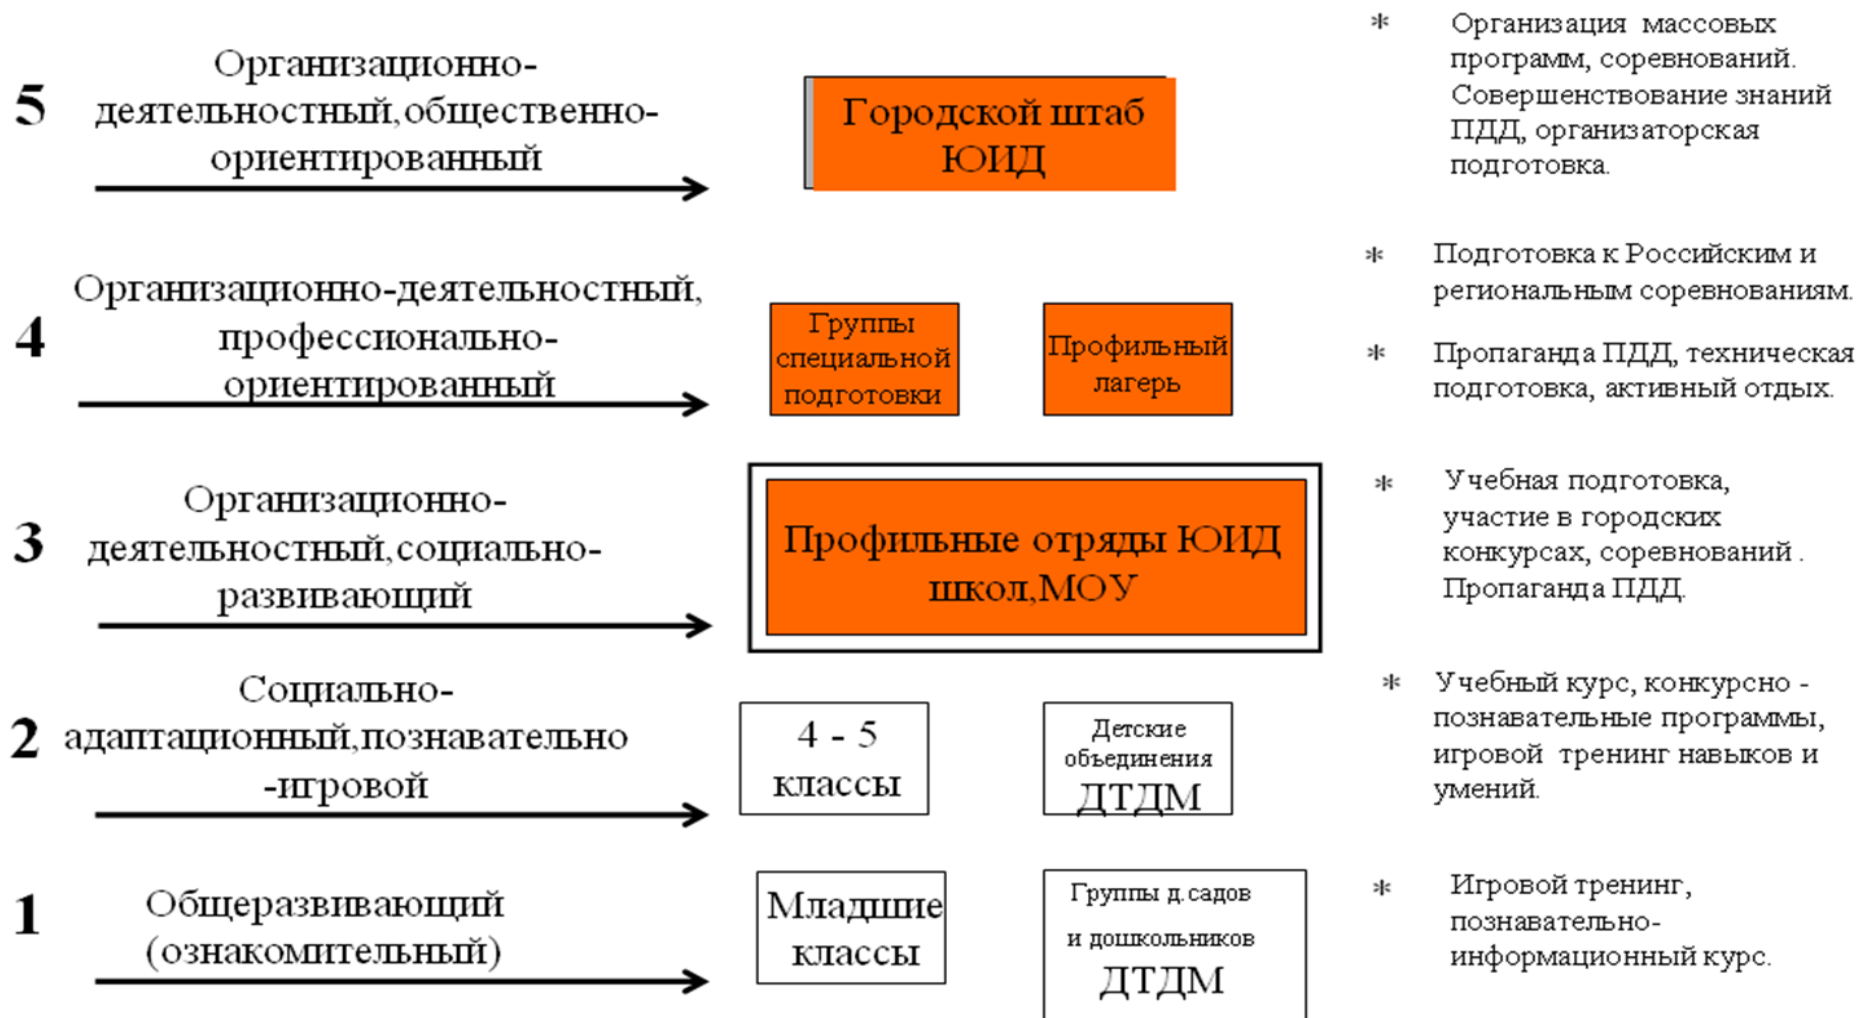 5
Организационно-
деятельностный,общественно-
ориентированный
Городской штаб
ЮИД
* Организация массовых
программ, соревнований.
Совершенствование знаний
ПДД, организаторская
подготовка.
4
Организационно-деятельностный,
профессионально-
ориентированный
Группы
специальной
подготовки
Профильный
лагерь
* Подготовка к Российским и
региональным соревнованиям.
* Пропаганда ПДД, техническая
подготовка, активный отдых.
3
Организационно-
деятельностный,социально-
развивающий
Профильные отряды ЮИД
школ,МОУ
* Учебная подготовка,
участие в городских
конкурсах, соревнований .
Пропаганда ПДД.
2
Социально-
адаптационный,познавательно
-игровой
4 - 5
классы
Детские
объединения
ДТДМ
* Учебный курс, конкурсно -
познавательные программы,
игровой тренинг навыков и
умений.
1
Общеразвивающий
(ознакомительный)
Младшие
классы
Группы д.садов
и дошкольников
ДТДМ
* Игровой тренинг,
познавательно-
информационный курс.